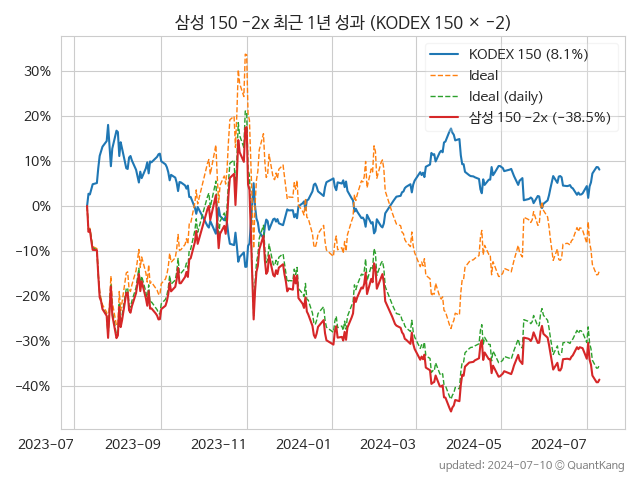 삼성 150 −2x 최근 1년 성과 (KODEX 150 × −2)
KODEX 150 (8.1%)
Ideal
Ideal (daily)
삼성 150 −2x (−38.5%)
30%
20%
10%
0%
−10%
−20%
−30%
−40%
2023-07
2023-09
2023-11
2024-01
2024-03
2024-05
2024-07
updated: 2024-07-10 ⓒ QuantKang